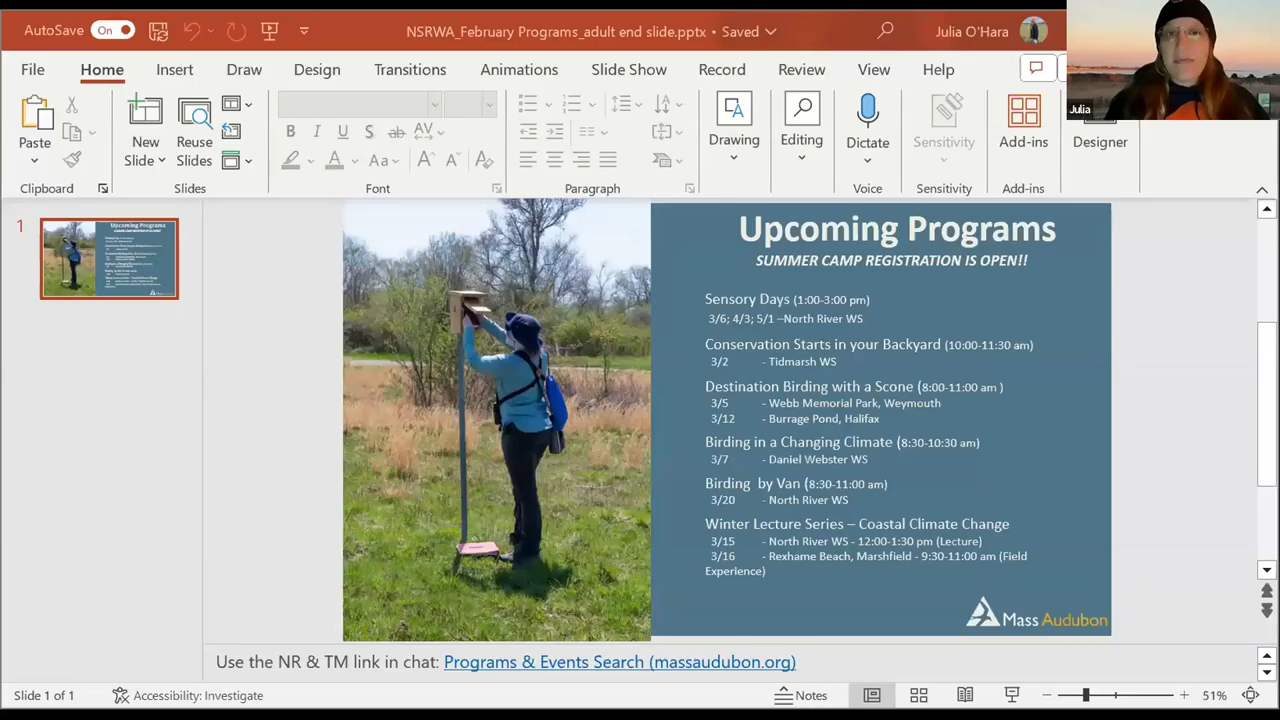 AutoSave On NSRWA_February Programs_adult end slide.pptx • Saved Julia O'Hara
Julia
File Home Insert Draw Design Transitions Animations Slide Show Record Review View Help
Paste New Slide Reuse Slides B I U S ab AV Aa A A A Drawing Editing Dictate Sensitivity Add-ins Designer
Clipboard Slides Font Paragraph Voice Sensitivity Add-ins
1
Upcoming Programs
SUMMER CAMP REGISTRATION IS OPEN!!
Sensory Days (1:00-3:00 pm)
3/6; 4/3; 5/1 –North River WS
Conservation Starts in your Backyard (10:00-11:30 am)
3/2 - Tidmarsh WS
Destination Birding with a Scone (8:00-11:00 am )
3/5 - Webb Memorial Park, Weymouth
3/12 - Burrage Pond, Halifax
Birding in a Changing Climate (8:30-10:30 am)
3/7 - Daniel Webster WS
Birding by Van (8:30-11:00 am)
3/20 - North River WS
Winter Lecture Series – Coastal Climate Change
3/15 - North River WS - 12:00-1:30 pm (Lecture)
3/16 - Rexhame Beach, Marshfield - 9:30-11:00 am (Field
Experience)
Mass Audubon
Use the NR & TM link in chat: Programs & Events Search (massaudubon.org)
Slide 1 of 1 Accessibility: Investigate Notes 51%